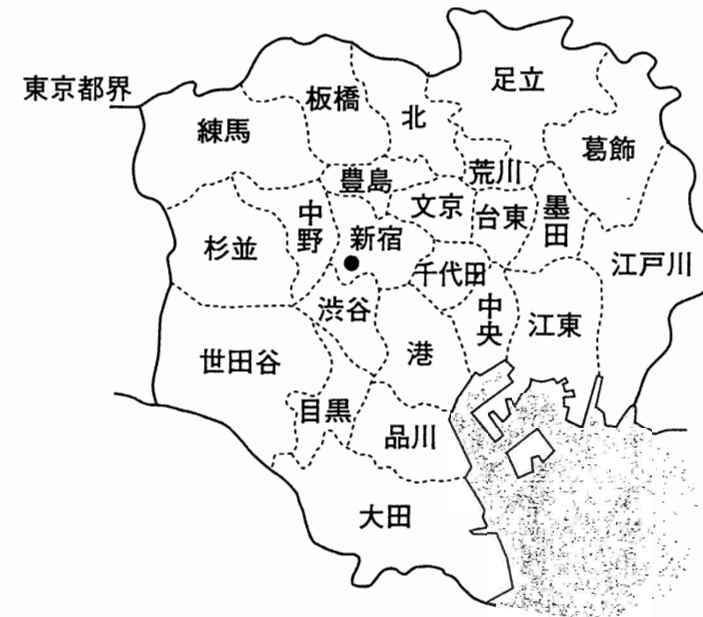 足立
東京都界
板橋
北
練馬
葛飾
荒川
豊島
文京
台東
墨田
中野
新宿
杉並
江戸川
千代田
渋谷
中央
江東
港
世田谷
目黒
品川
大田